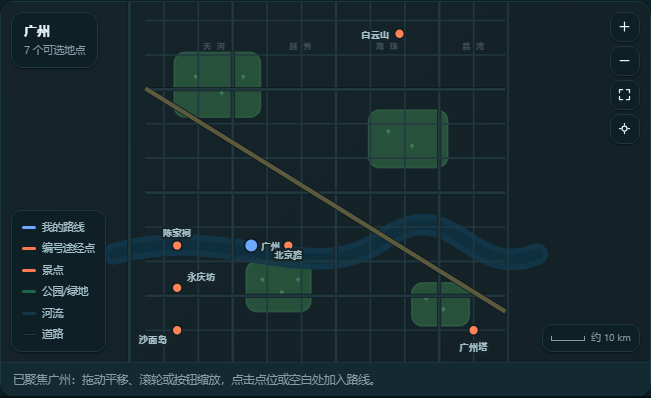 广州
7 个可选地点
白云山
天河
越秀
海珠
荔湾
陈家祠
广州
北京路
永庆坊
沙面岛
广州塔
我的路线
编号途经点
景点
公园/绿地
河流
道路
约 10 km
已聚焦广州：拖动平移、滚轮或按钮缩放，点击点位或空白处加入路线。